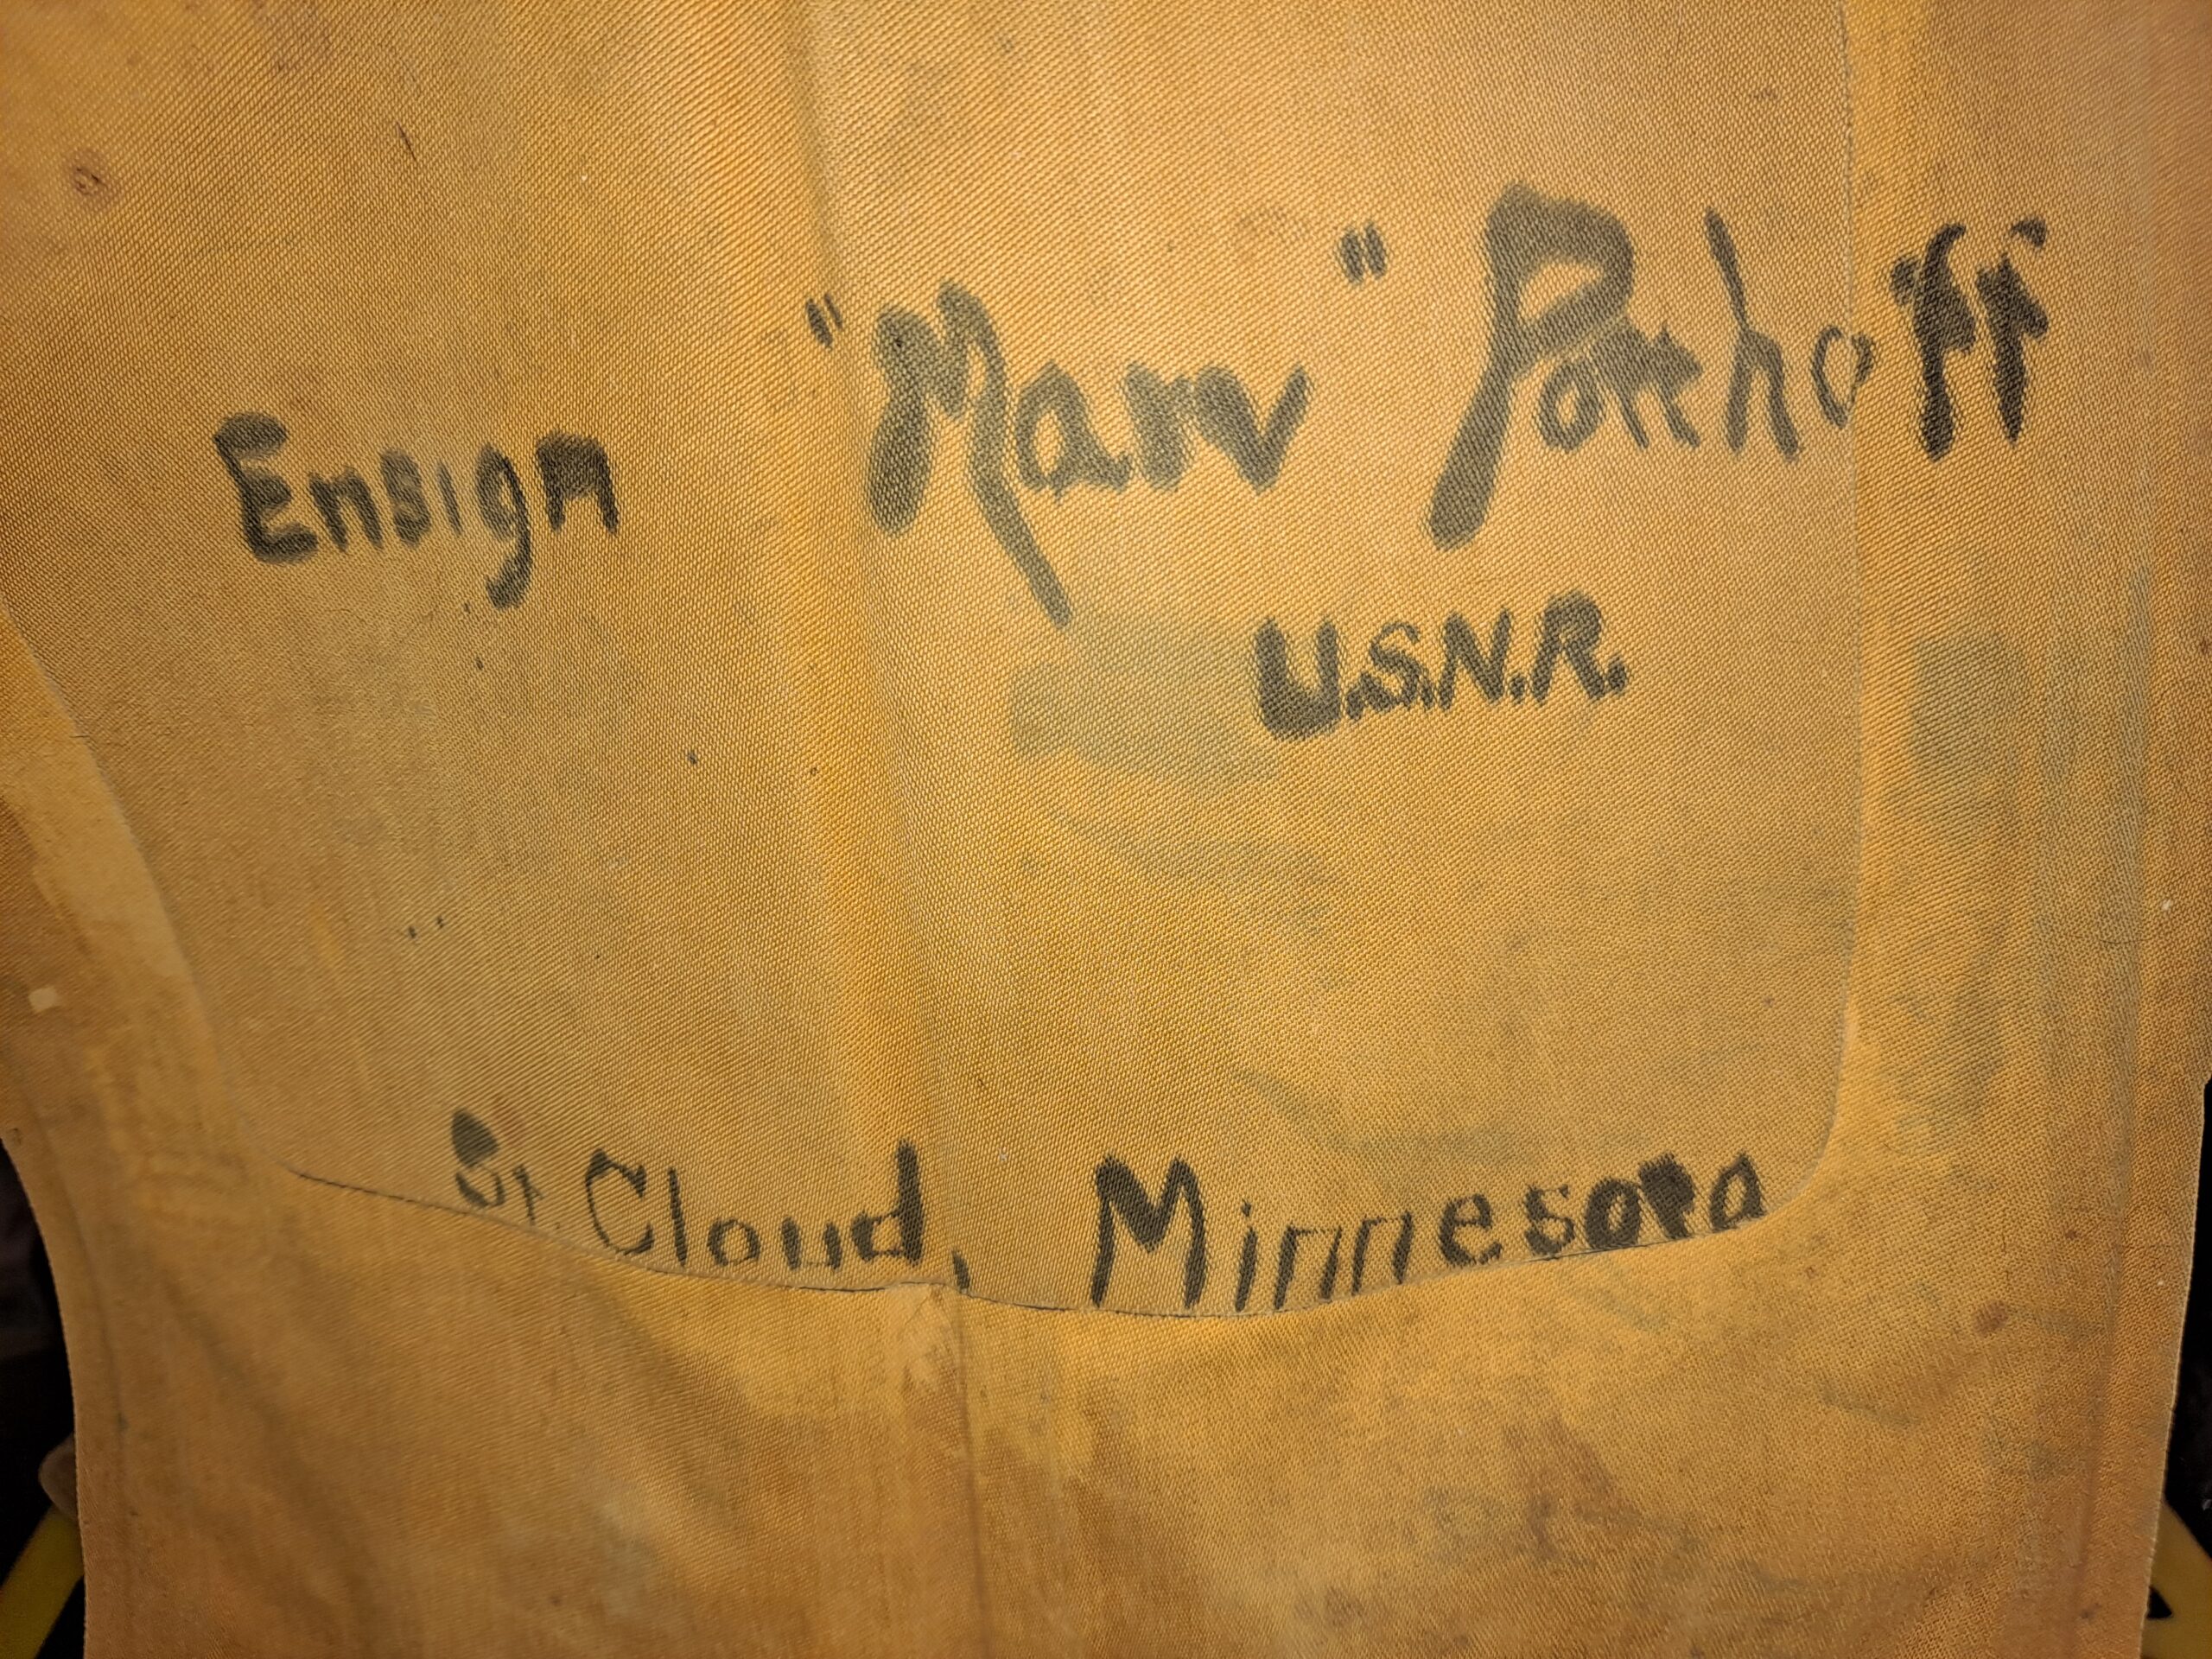 Ensign "Marv" Potthoff
U.S.N.R.
St. Cloud, Minnesota